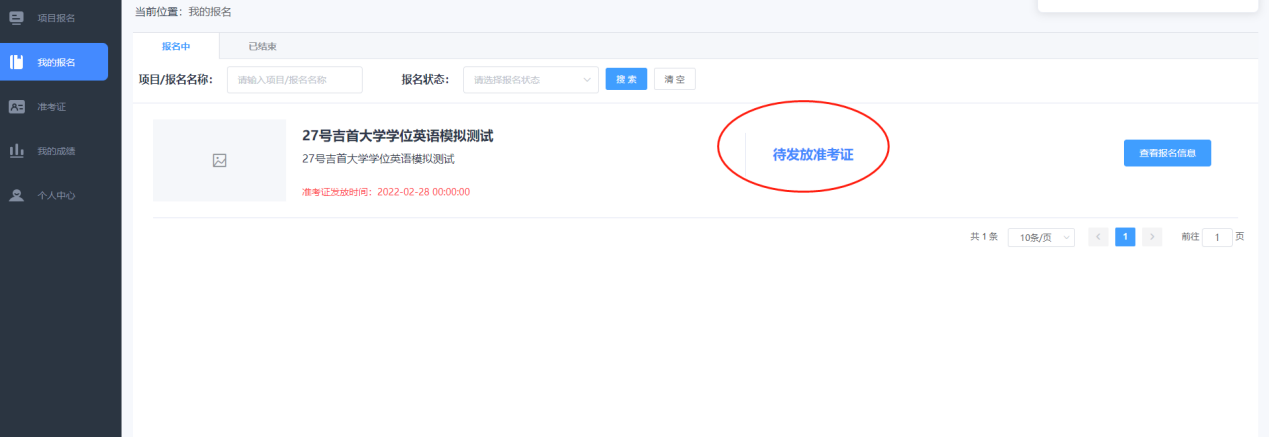 当前位置：我的报名
项目报名
我的报名
准考证
我的成绩
个人中心
报名中 已结束
项目/报名名称： 请输入项目/报名名称 报名状态： 请选择报名状态 搜 索 清 空
27号吉首大学学位英语模拟测试
27号吉首大学学位英语模拟测试
待发放准考证
查看报名信息
准考证发放时间：2022-02-28 00:00:00
共 1 条 10条/页 < 1 > 前往 1 页